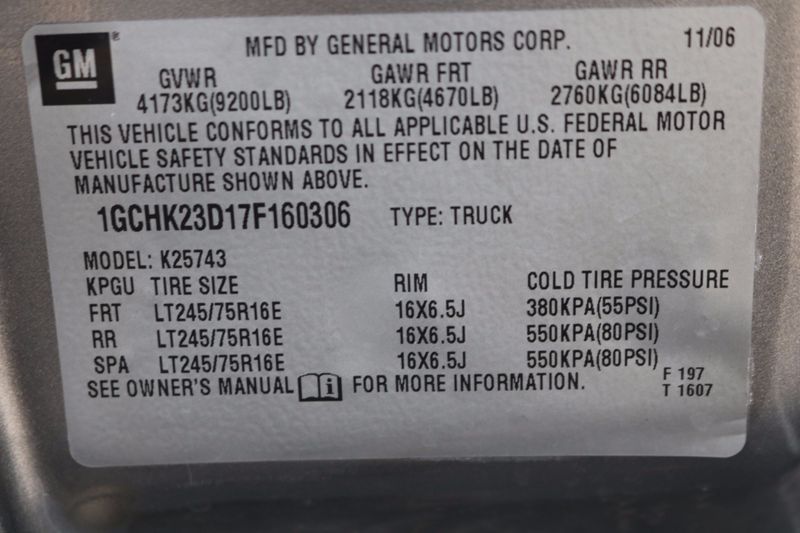 GM®
MFD BY GENERAL MOTORS CORP. 11/06
GVWR GAWR FRT GAWR RR
4173KG(9200LB) 2118KG(4670LB) 2760KG(6084LB)
THIS VEHICLE CONFORMS TO ALL APPLICABLE U.S. FEDERAL MOTOR
VEHICLE SAFETY STANDARDS IN EFFECT ON THE DATE OF
MANUFACTURE SHOWN ABOVE.
1GCHK23D17F160306 TYPE: TRUCK
MODEL: K25743
KPGU TIRE SIZE RIM COLD TIRE PRESSURE
FRT LT245/75R16E 16X6.5J 380KPA(55PSI)
RR LT245/75R16E 16X6.5J 550KPA(80PSI)
SPA LT245/75R16E 16X6.5J 550KPA(80PSI)
SEE OWNER'S MANUAL i FOR MORE INFORMATION.
F 197
T 1607